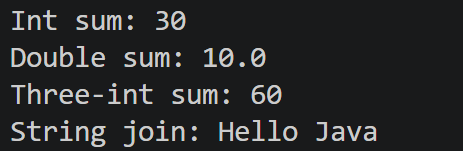 Int sum: 30
Double sum: 10.0
Three-int sum: 60
String join: Hello Java